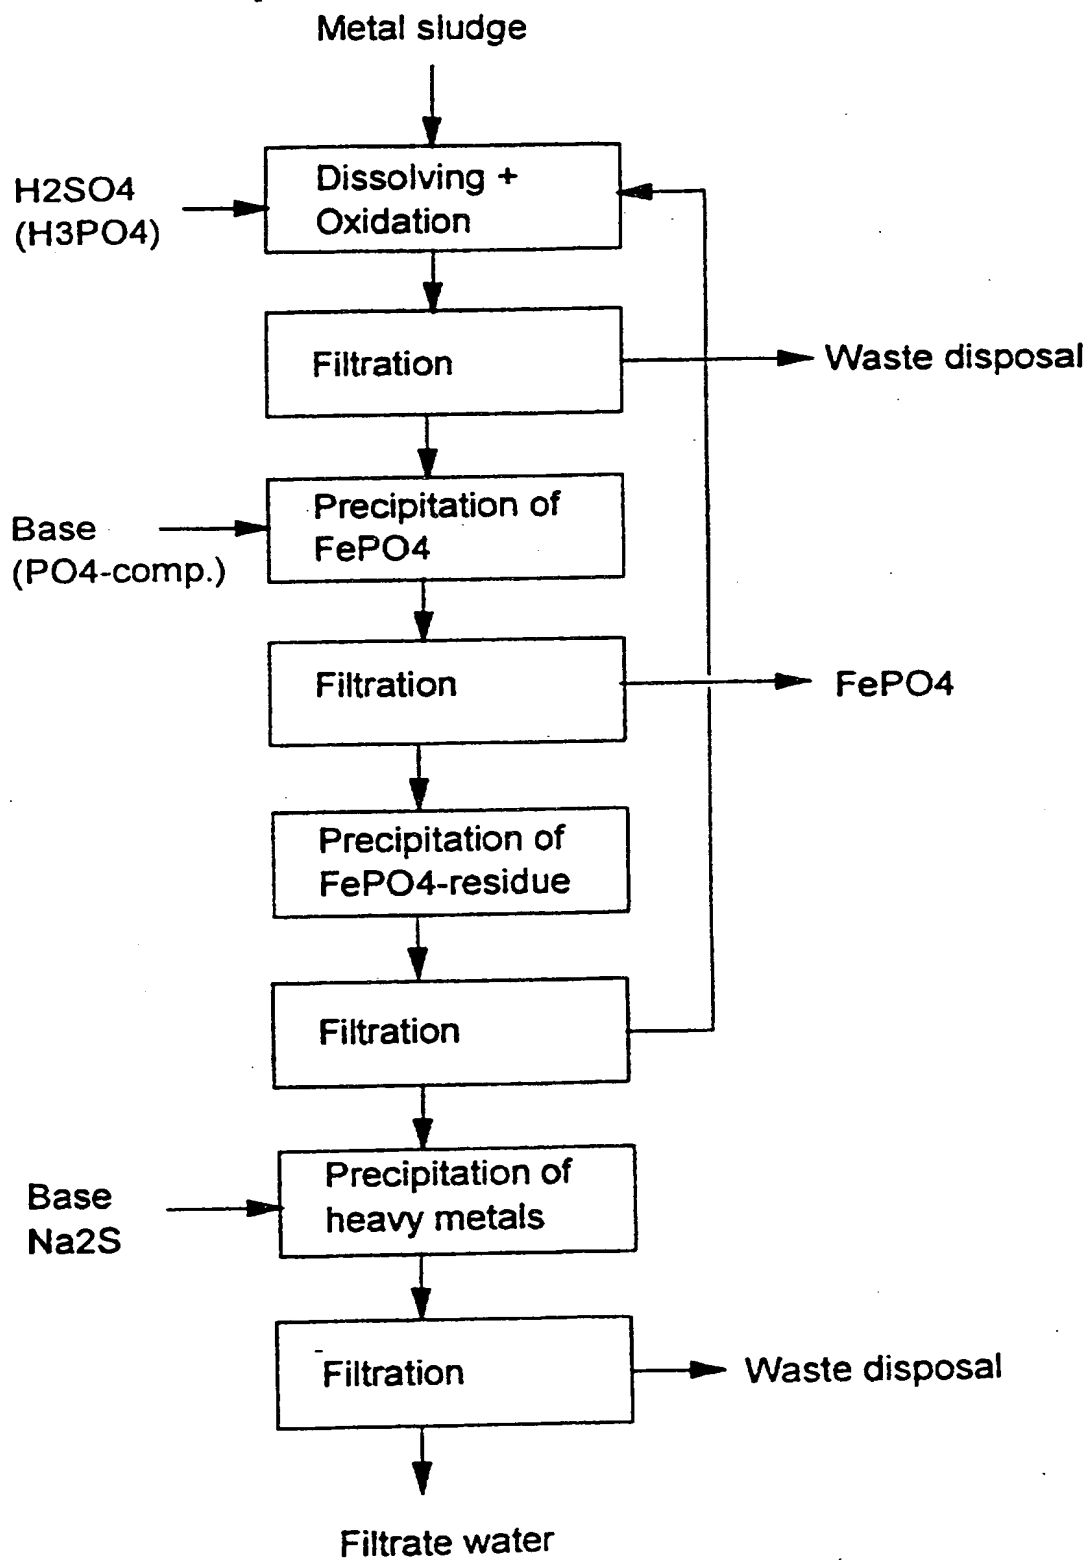 Metal sludge
H2SO4
(H3PO4)
Dissolving +
Oxidation
Filtration
Waste disposal
Base
(PO4-comp.)
Precipitation of
FePO4
Filtration
FePO4
Precipitation of
FePO4-residue
Filtration
Base
Na2S
Precipitation of
heavy metals
Filtration
Waste disposal
Filtrate water